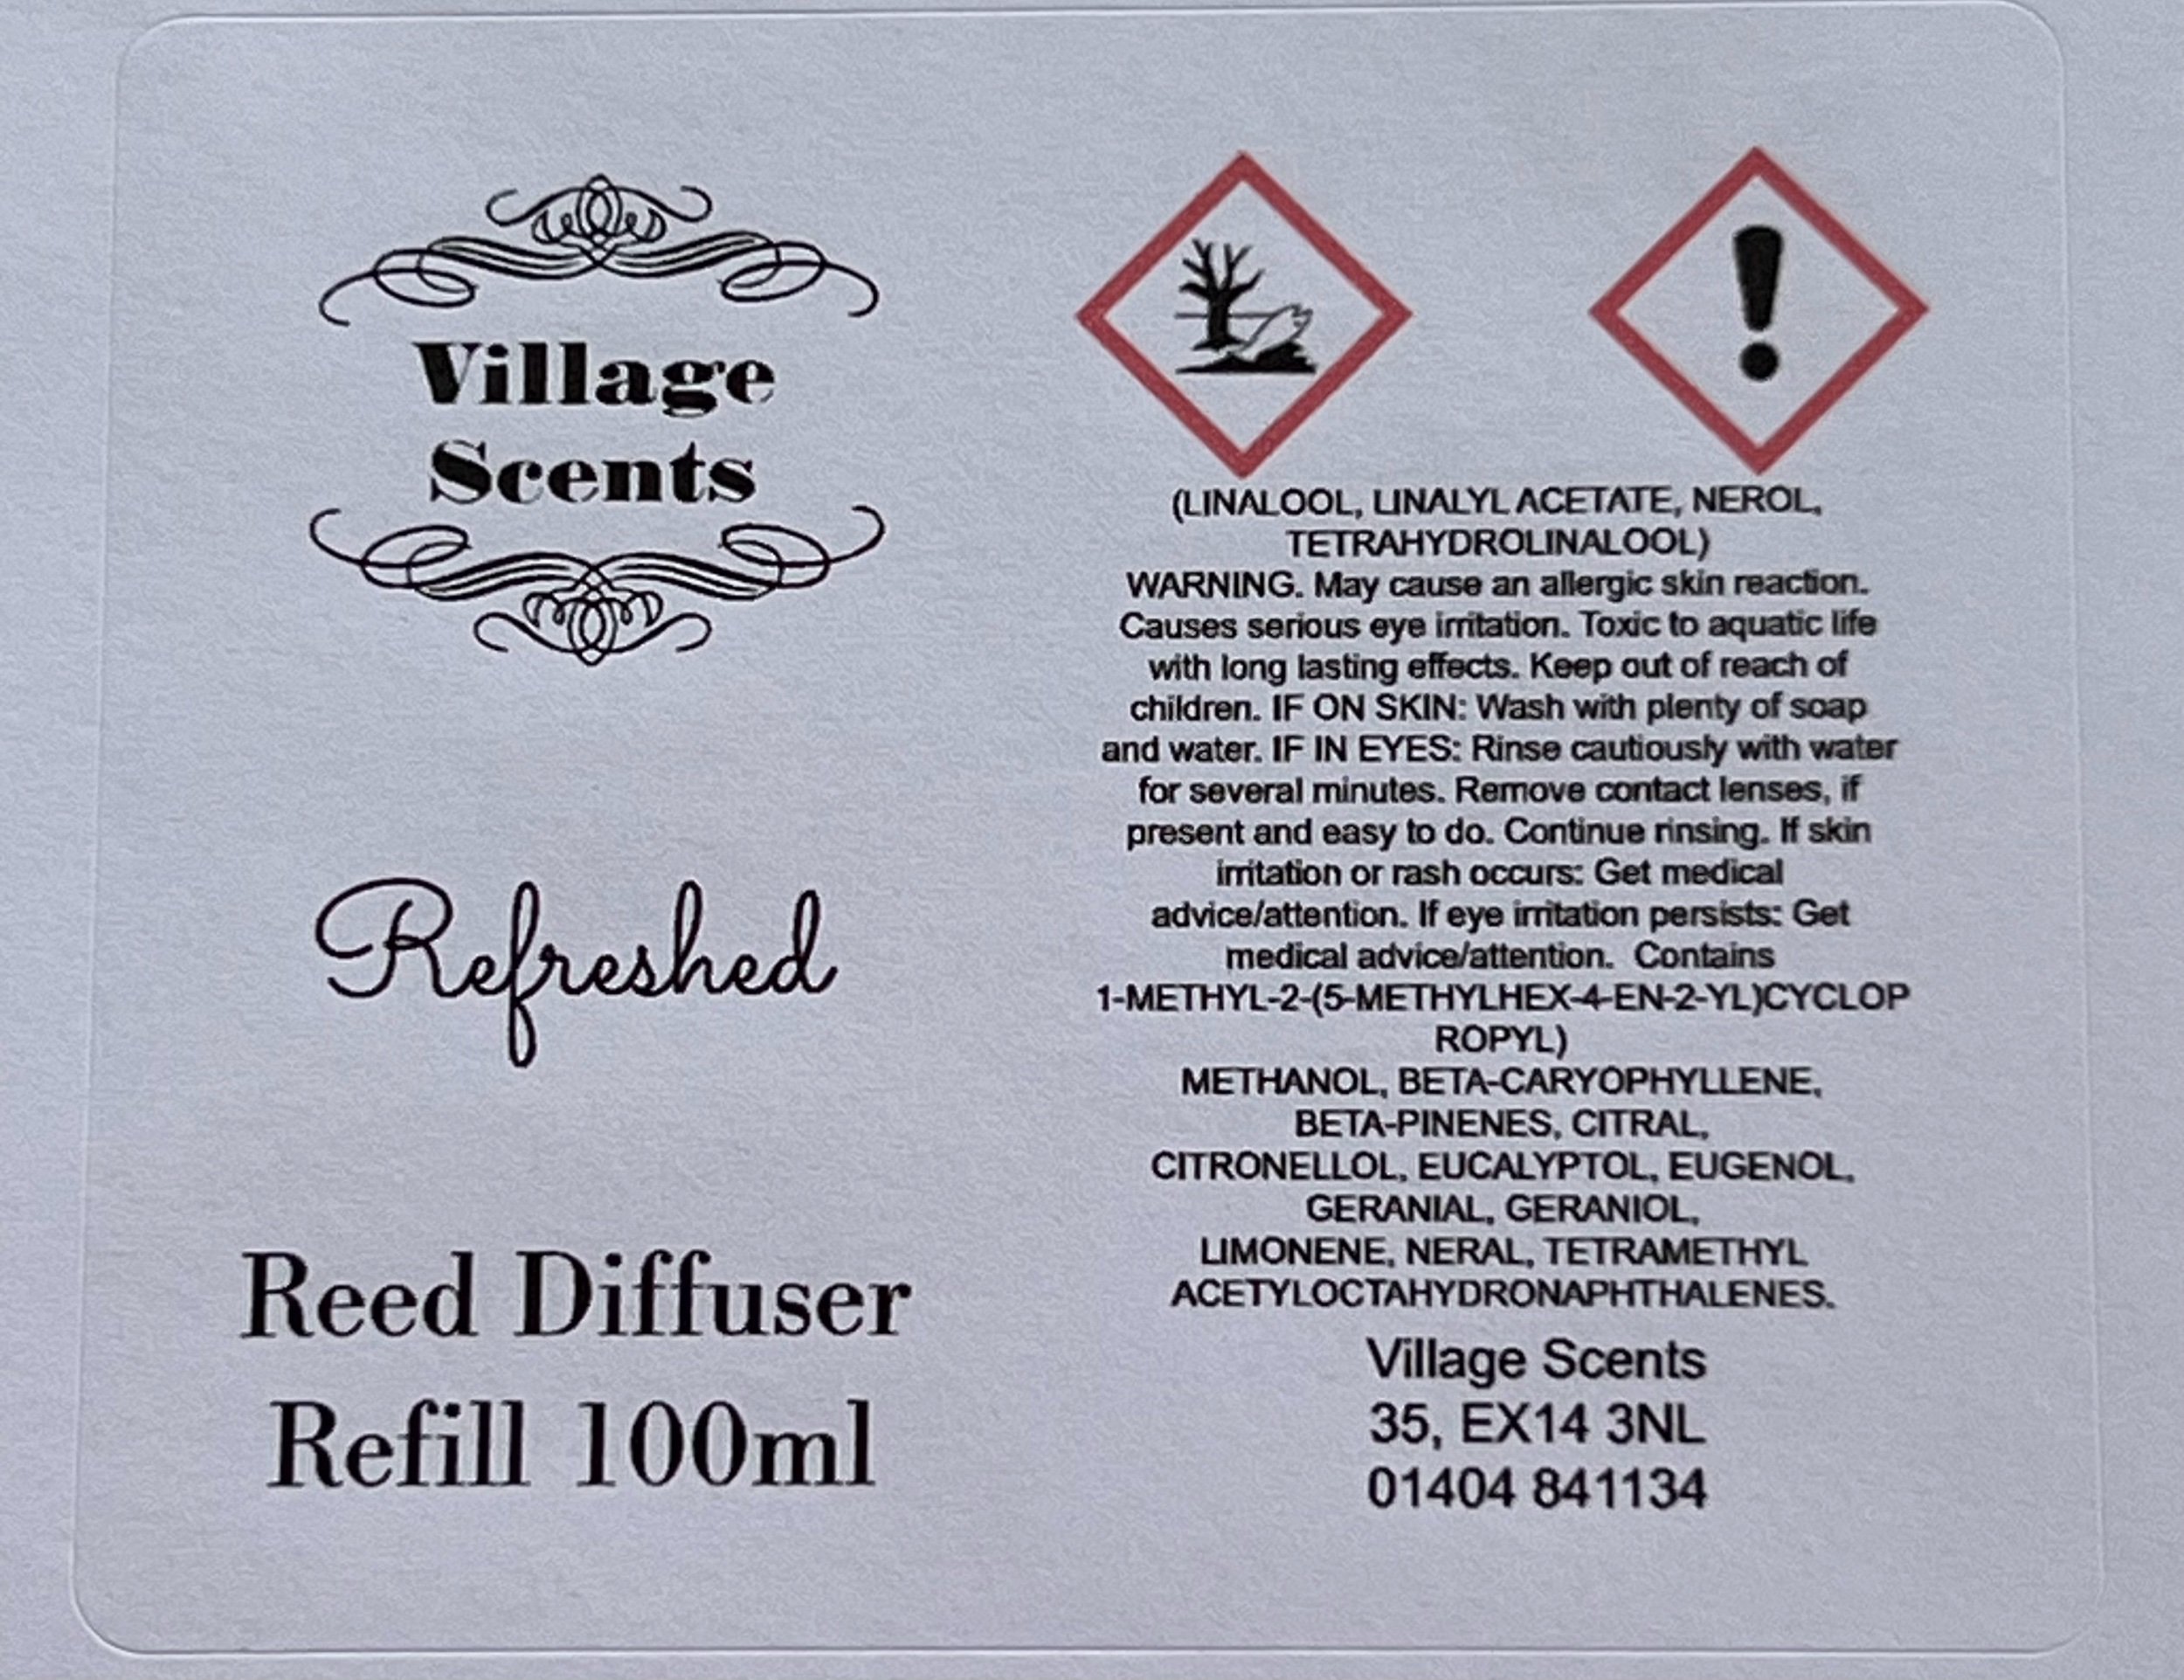 Village
Scents
Refreshed
Reed Diffuser
Refill 100ml
(LINALOOL, LINALYL ACETATE, NEROL,
TETRAHYDROLINALOOL)
WARNING. May cause an allergic skin reaction.
Causes serious eye irritation. Toxic to aquatic life
with long lasting effects. Keep out of reach of
children. IF ON SKIN: Wash with plenty of soap
and water. IF IN EYES: Rinse cautiously with water
for several minutes. Remove contact lenses, if
present and easy to do. Continue rinsing. If skin
irritation or rash occurs: Get medical
advice/attention. If eye irritation persists: Get
medical advice/attention.  Contains
1-METHYL-2-(5-METHYLHEX-4-EN-2-YL)CYCLOP
ROPYL)
METHANOL, BETA-CARYOPHYLLENE,
BETA-PINENES, CITRAL,
CITRONELLOL, EUCALYPTOL, EUGENOL,
GERANIAL, GERANIOL,
LIMONENE, NERAL, TETRAMETHYL
ACETYLOCTAHYDRONAPHTHALENES.
Village Scents
35, EX14 3NL
01404 841134